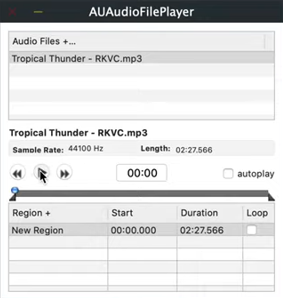 AUAudioFilePlayer
Audio Files +...
Tropical Thunder - RKVC.mp3
Tropical Thunder - RKVC.mp3
Sample Rate: 44100 Hz Length: 02:27.566
00:00 autoplay
Region + Start Duration Loop
New Region 00:00.000 02:27.566